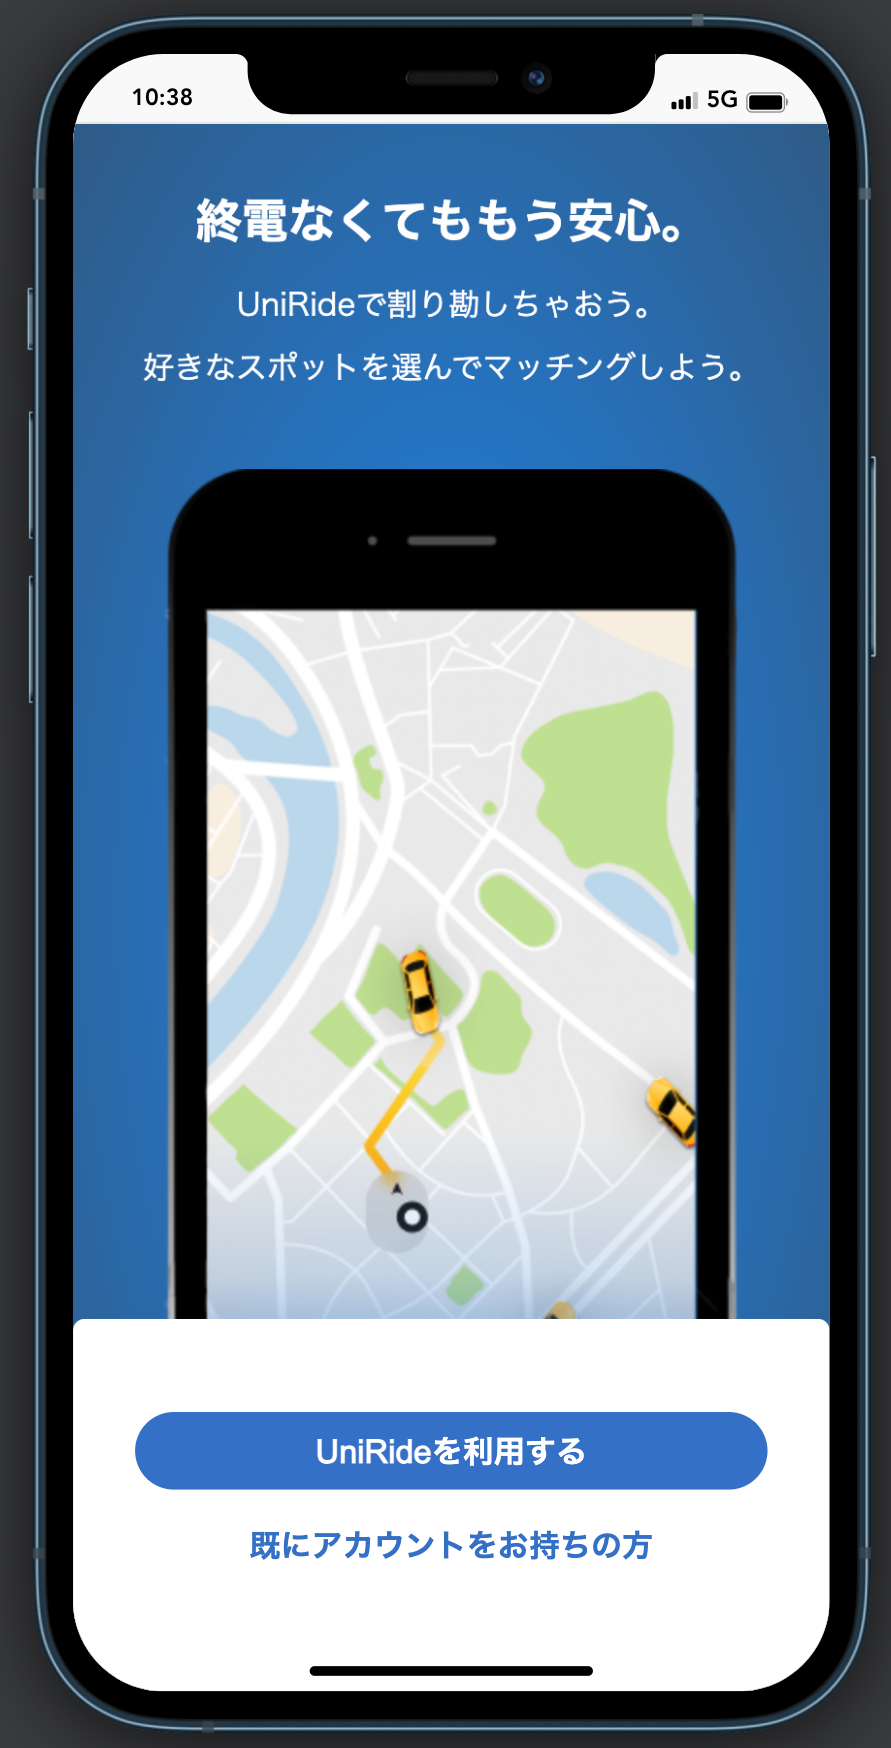 10:38
5G
終電なくてももう安心。
UniRideで割り勘しちゃおう。
好きなスポットを選んでマッチングしよう。
UniRideを利用する
既にアカウントをお持ちの方